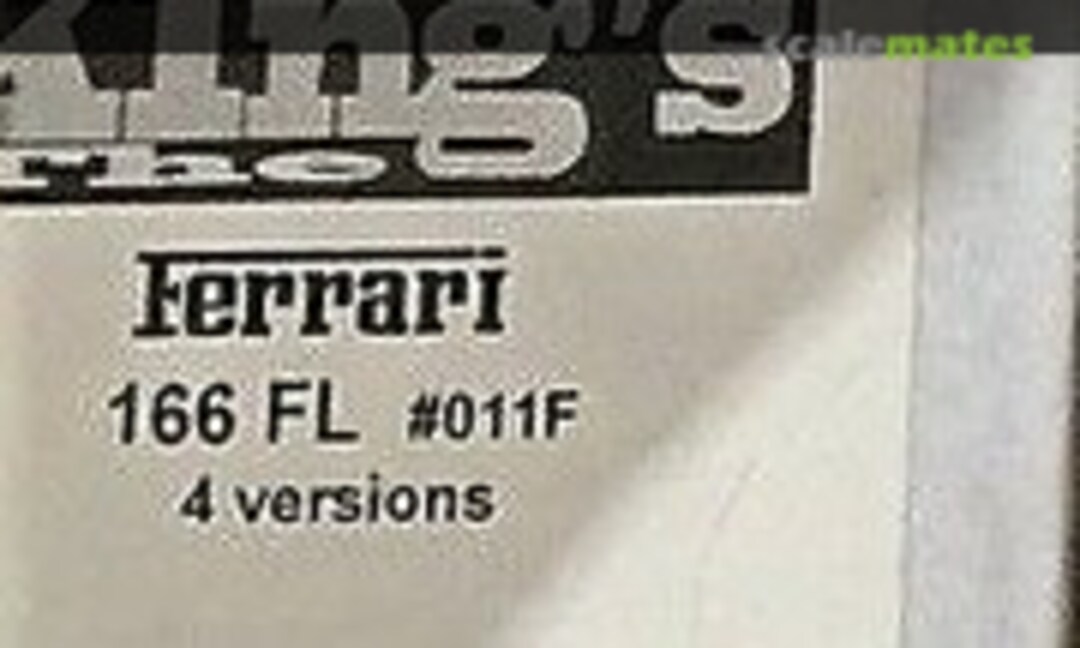 scalemates
king's
Ferrari
166 FL #011F
4 versions